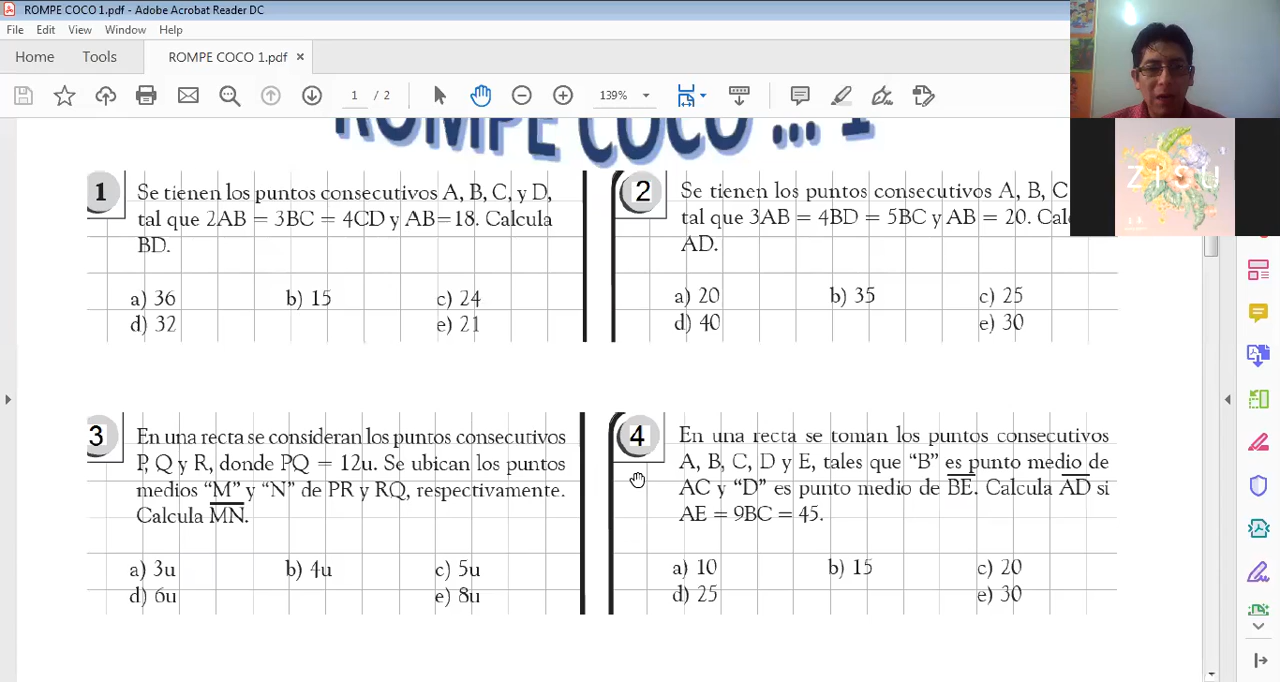 ROMPE COCO 1.pdf - Adobe Acrobat Reader DC
File Edit View Window Help
Home Tools ROMPE COCO 1.pdf ×
1 / 2 139%
ROMPE COCO ... 1
1 Se tienen los puntos consecutivos A, B, C, y D,
tal que 2AB = 3BC = 4CD y AB=18. Calcula
BD.
a) 36 b) 15 c) 24
d) 32 e) 21
2 Se tienen los puntos consecutivos A, B, C
tal que 3AB = 4BD = 5BC y AB = 20. Cal
AD.
a) 20 b) 35 c) 25
d) 40 e) 30
3 En una recta se consideran los puntos consecutivos
P, Q y R, donde PQ = 12u. Se ubican los puntos
medios “M” y “N” de PR y RQ, respectivamente.
Calcula MN.
a) 3u b) 4u c) 5u
d) 6u e) 8u
4 En una recta se toman los puntos consecutivos
A, B, C, D y E, tales que “B” es punto medio de
AC y “D” es punto medio de BE. Calcula AD si
AE = 9BC = 45.
a) 10 b) 15 c) 20
d) 25 e) 30
ZISU